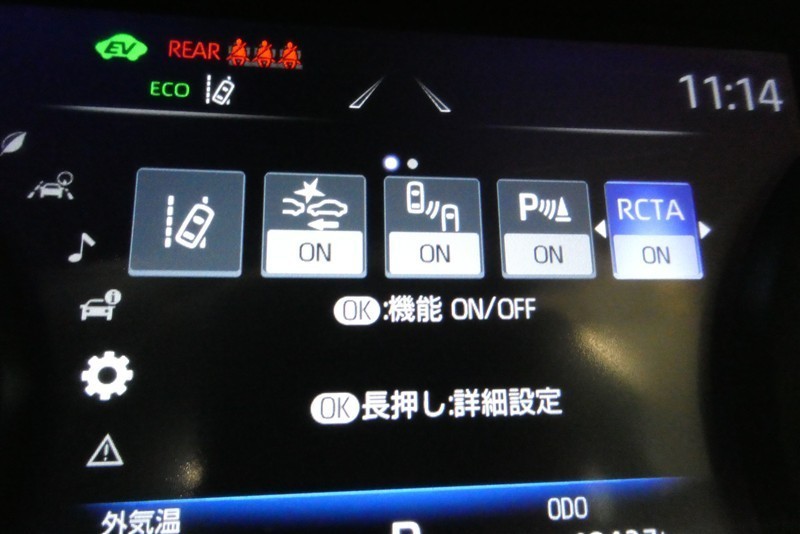 EV REAR
ECO
11:14
P RCTA
ON ON ON ON
OK:機能 ON/OFF
OK長押し:詳細設定
外気温 ODO